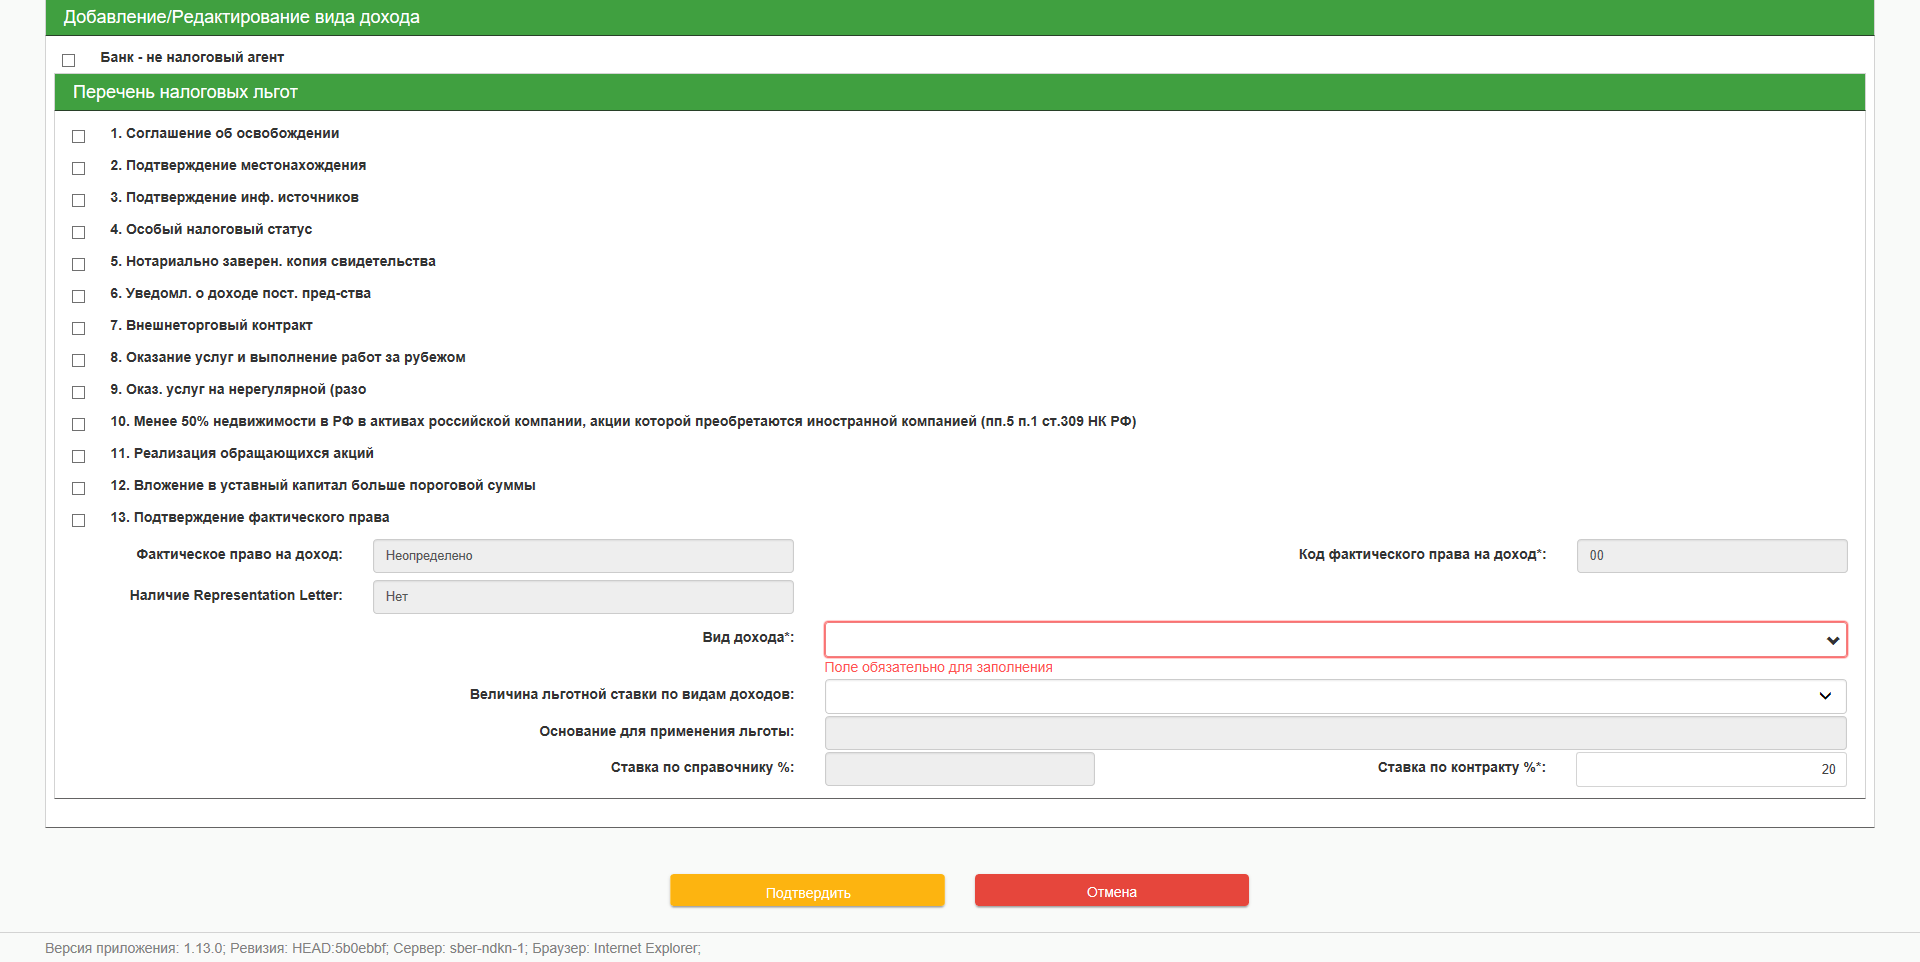 Добавление/Редактирование вида дохода
Банк - не налоговый агент
Перечень налоговых льгот
1. Соглашение об освобождении
2. Подтверждение местонахождения
3. Подтверждение инф. источников
4. Особый налоговый статус
5. Нотариально заверен. копия свидетельства
6. Уведомл. о доходе пост. пред-ства
7. Внешнеторговый контракт
8. Оказание услуг и выполнение работ за рубежом
9. Оказ. услуг на нерегулярной (разо
10. Менее 50% недвижимости в РФ в активах российской компании, акции которой преобретаются иностранной компанией (пп.5 п.1 ст.309 НК РФ)
11. Реализация обращающихся акций
12. Вложение в уставный капитал больше пороговой суммы
13. Подтверждение фактического права
Фактическое право на доход: Неопределено Код фактического права на доход*: 00
Наличие Representation Letter: Нет
Вид дохода*:
Поле обязательно для заполнения
Величина льготной ставки по видам доходов:
Основание для применения льготы:
Ставка по справочнику %: Ставка по контракту %*: 20
Подтвердить Отмена
Версия приложения: 1.13.0; Ревизия: HEAD:5b0ebbf; Сервер: sber-ndkn-1; Браузер: Internet Explorer;